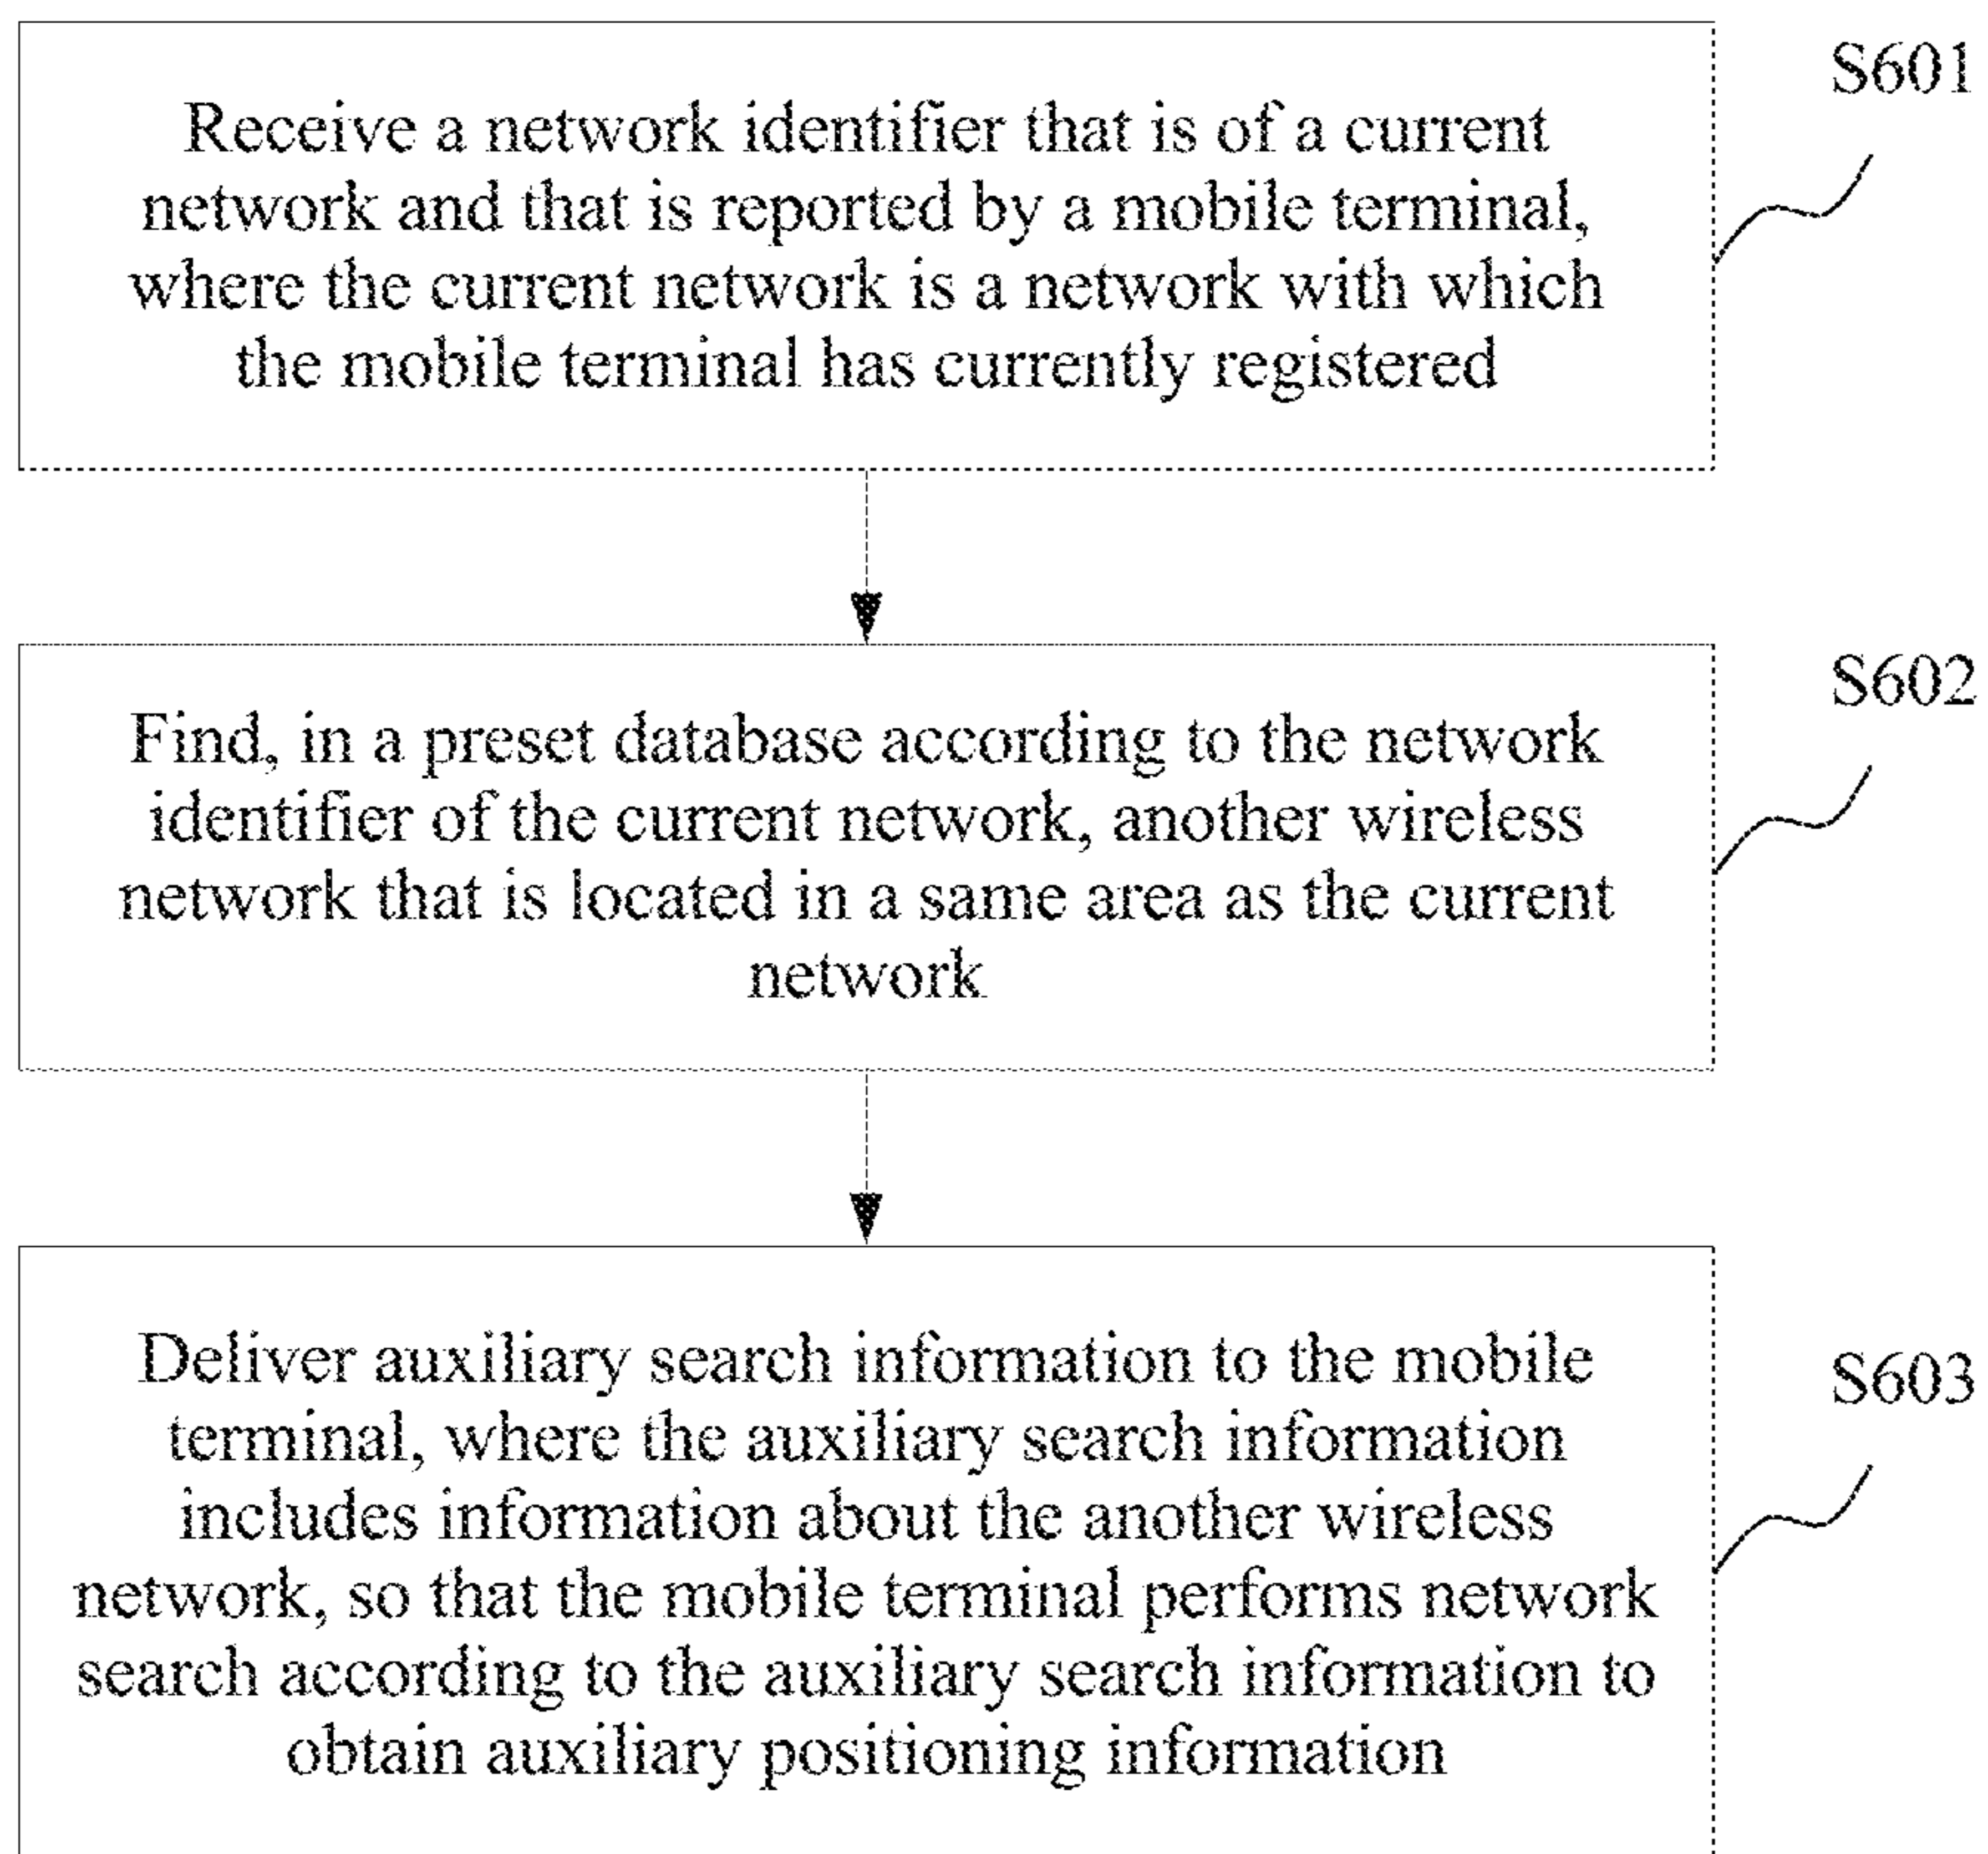 Receive a network identifier that is of a current
network and that is reported by a mobile terminal,
where the current network is a network with which
the mobile terminal has currently registered
S601
Find, in a preset database according to the network
identifier of the current network, another wireless
network that is located in a same area as the current
network
S602
Deliver auxiliary search information to the mobile
terminal, where the auxiliary search information
includes information about the another wireless
network, so that the mobile terminal performs network
search according to the auxiliary search information to
obtain auxiliary positioning information
S603